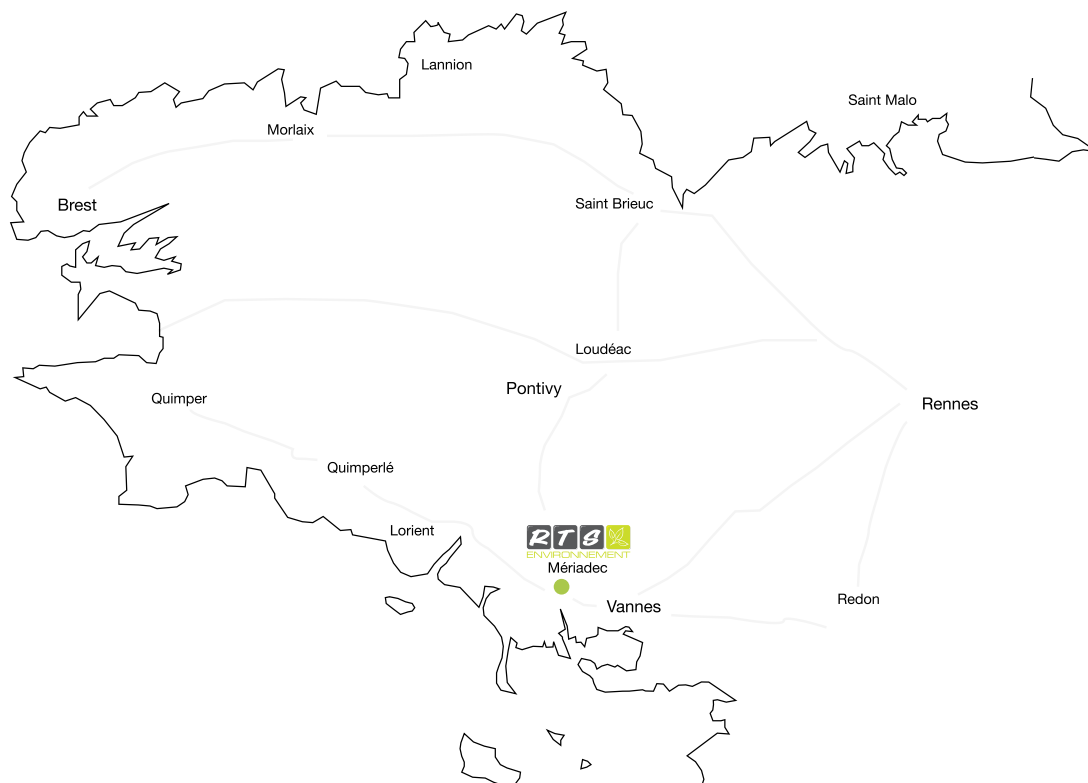 Lannion
Saint Malo
Morlaix
Brest
Saint Brieuc
Loudéac
Pontivy
Quimper
Rennes
Quimperlé
Lorient
RTS
ENVIRONNEMENT
Mériadec
Vannes
Redon